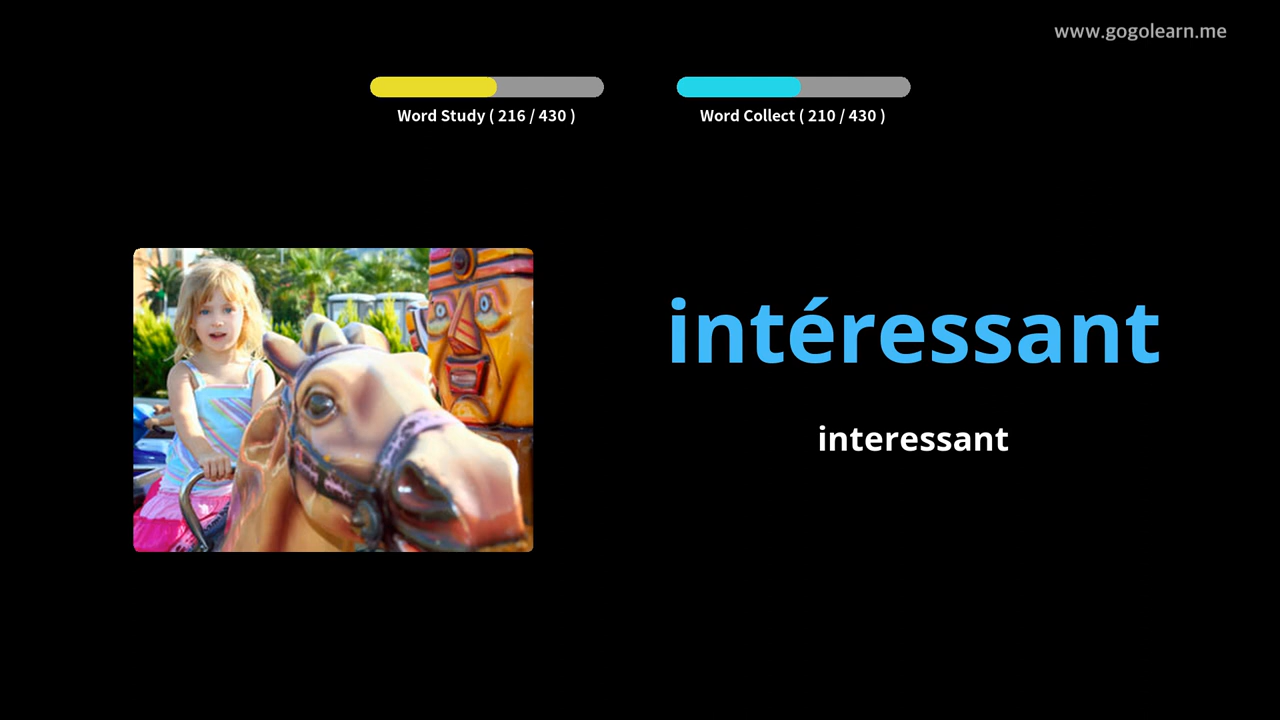 www.gogolearn.me
Word Study ( 216 / 430 )
Word Collect ( 210 / 430 )
intéressant
interessant